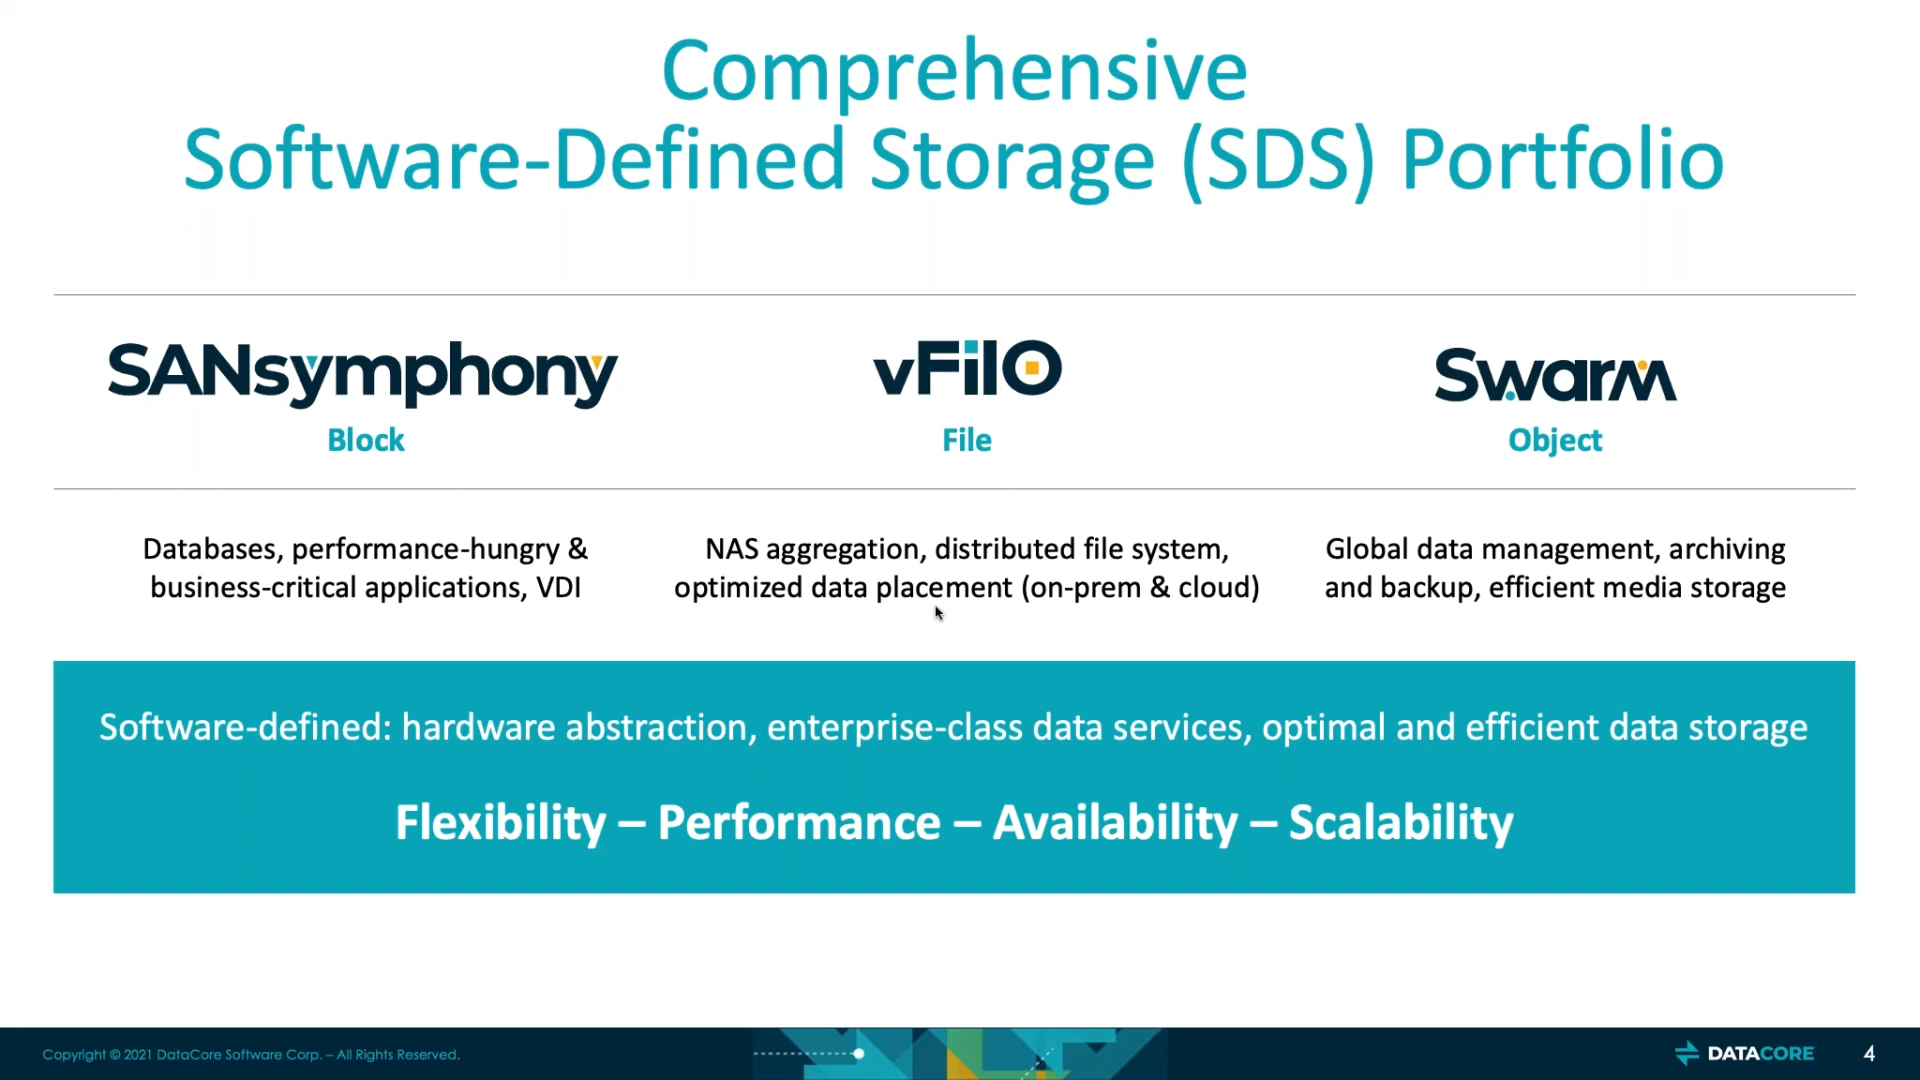 Comprehensive
Software-Defined Storage (SDS) Portfolio
SANsymphony
Block
vFilO
File
Swarm
Object
Databases, performance-hungry &
business-critical applications, VDI
NAS aggregation, distributed file system,
optimized data placement (on-prem & cloud)
Global data management, archiving
and backup, efficient media storage
Software-defined: hardware abstraction, enterprise-class data services, optimal and efficient data storage
Flexibility – Performance – Availability – Scalability
Copyright © 2021 DataCore Software Corp. – All Rights Reserved.
DATACORE
4